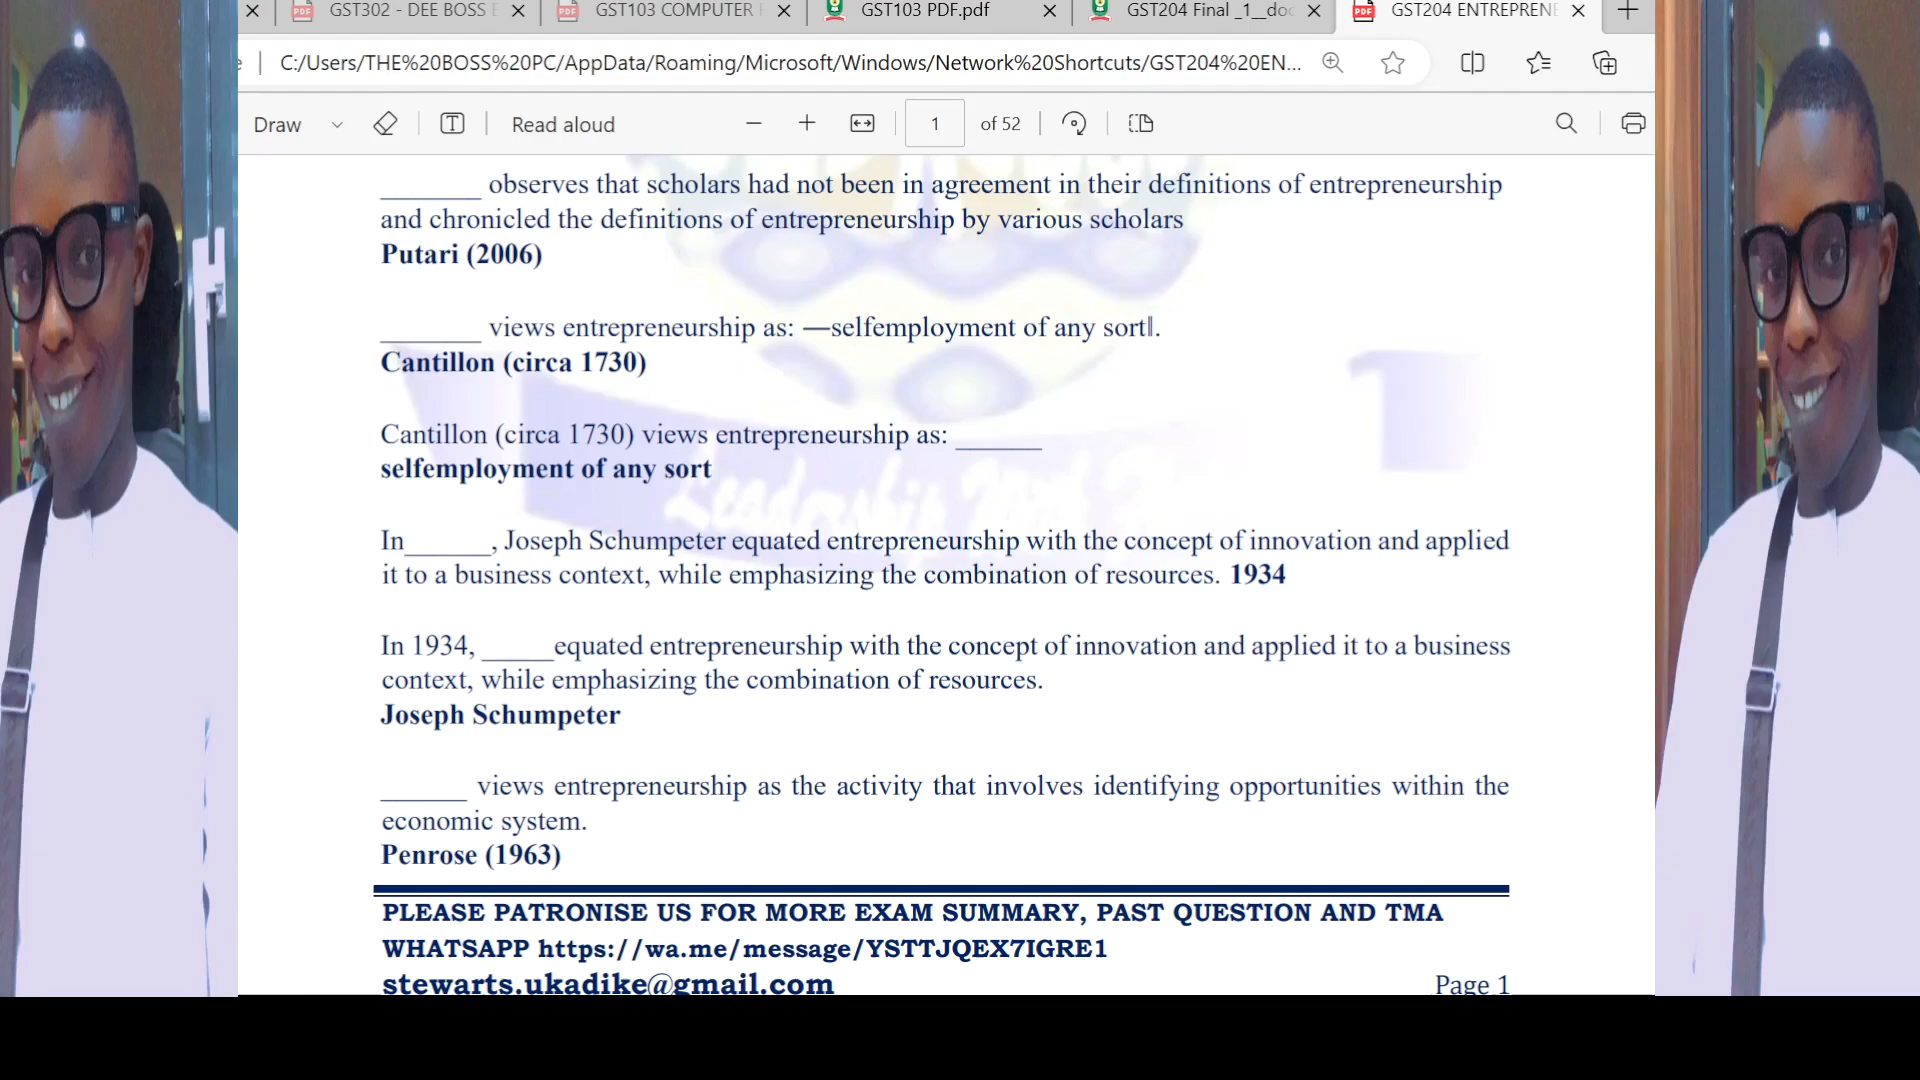 GST302 - DEE BOSS E
GST103 COMPUTER F
GST103 PDF.pdf
GST204 Final _1__doc
GST204 ENTREPRENE
C:/Users/THE%20BOSS%20PC/AppData/Roaming/Microsoft/Windows/Network%20Shortcuts/GST204%20EN...
Draw
Read aloud
1 of 52
_______ observes that scholars had not been in agreement in their definitions of entrepreneurship
and chronicled the definitions of entrepreneurship by various scholars
Putari (2006)
_______ views entrepreneurship as: ―selfemployment of any sort‖.
Cantillon (circa 1730)
Cantillon (circa 1730) views entrepreneurship as: ______
selfemployment of any sort
In______, Joseph Schumpeter equated entrepreneurship with the concept of innovation and applied
it to a business context, while emphasizing the combination of resources. 1934
In 1934, _____equated entrepreneurship with the concept of innovation and applied it to a business
context, while emphasizing the combination of resources.
Joseph Schumpeter
______ views entrepreneurship as the activity that involves identifying opportunities within the
economic system.
Penrose (1963)
PLEASE PATRONISE US FOR MORE EXAM SUMMARY, PAST QUESTION AND TMA
WHATSAPP https://wa.me/message/YSTTJQEX7IGRE1
stewarts.ukadike@gmail.com
Page 1